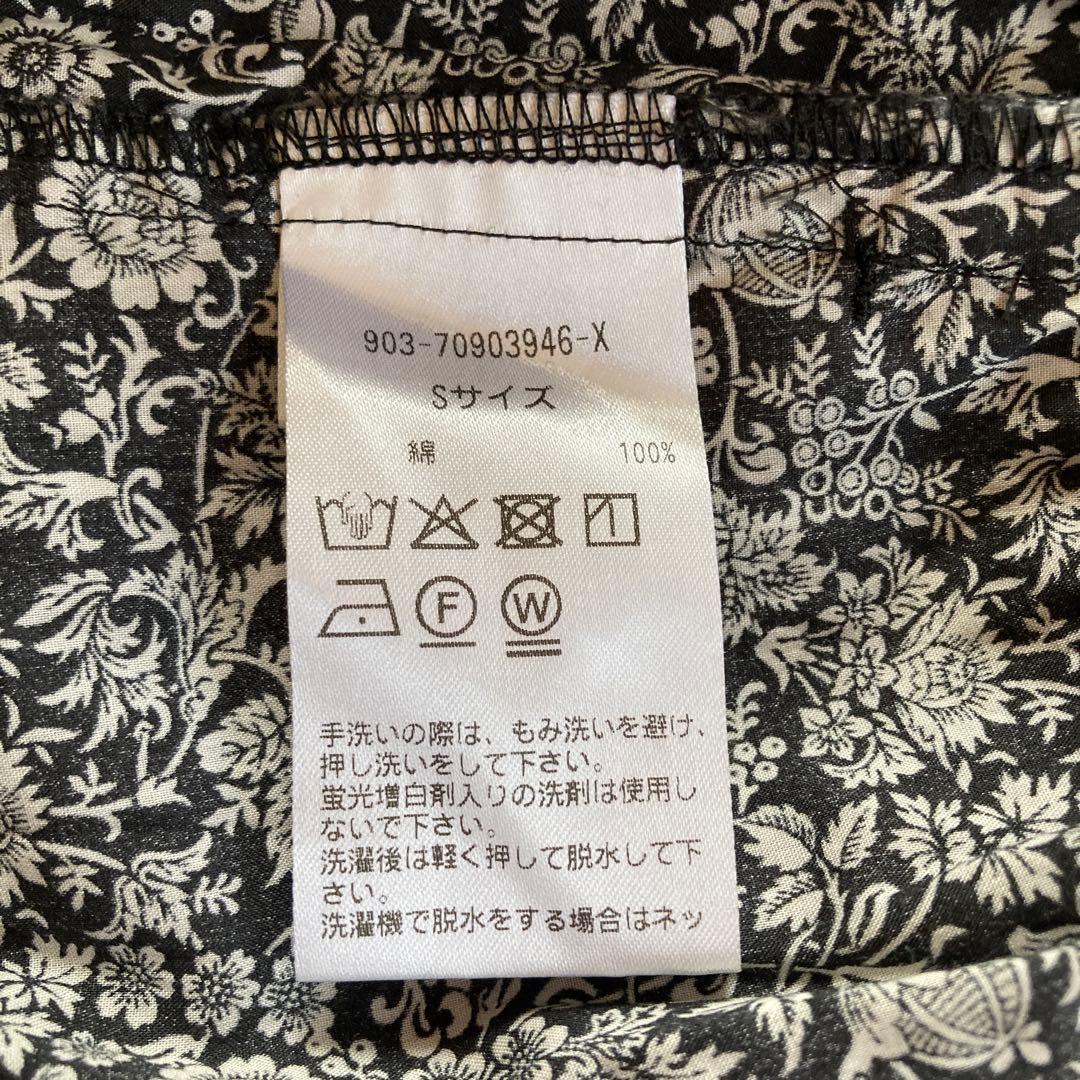 903-70903946-X
Sサイズ
綿 100%
F W
手洗いの際は、もみ洗いを避け、
押し洗いをして下さい。
蛍光増白剤入りの洗剤は使用し
ないで下さい。
洗濯後は軽く押して脱水して下
さい。
洗濯機で脱水をする場合はネッ